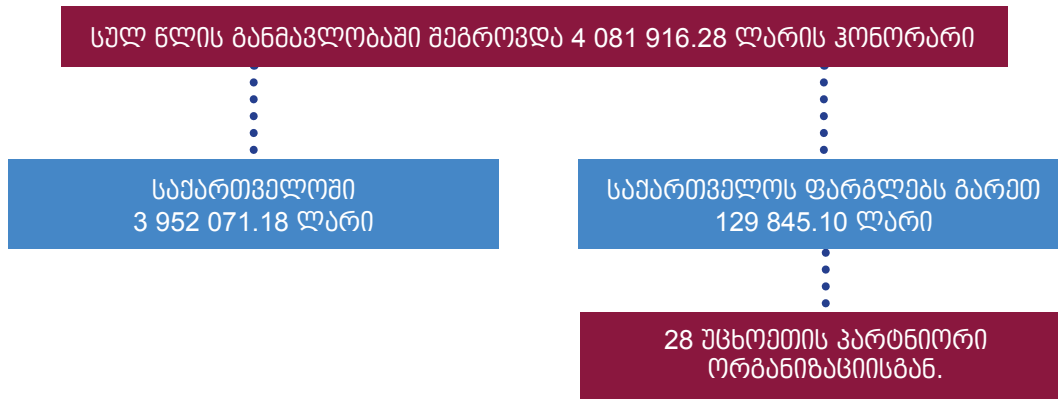 სულ წლის განმავლობაში შეგროვდა 4 081 916.28 ლარის ჰონორარი
საქართველოში
3 952 071.18 ლარი
საქართველოს ფარგლებს გარეთ
129 845.10 ლარი
28 უცხოეთის პარტნიორი
ორგანიზაციისგან.